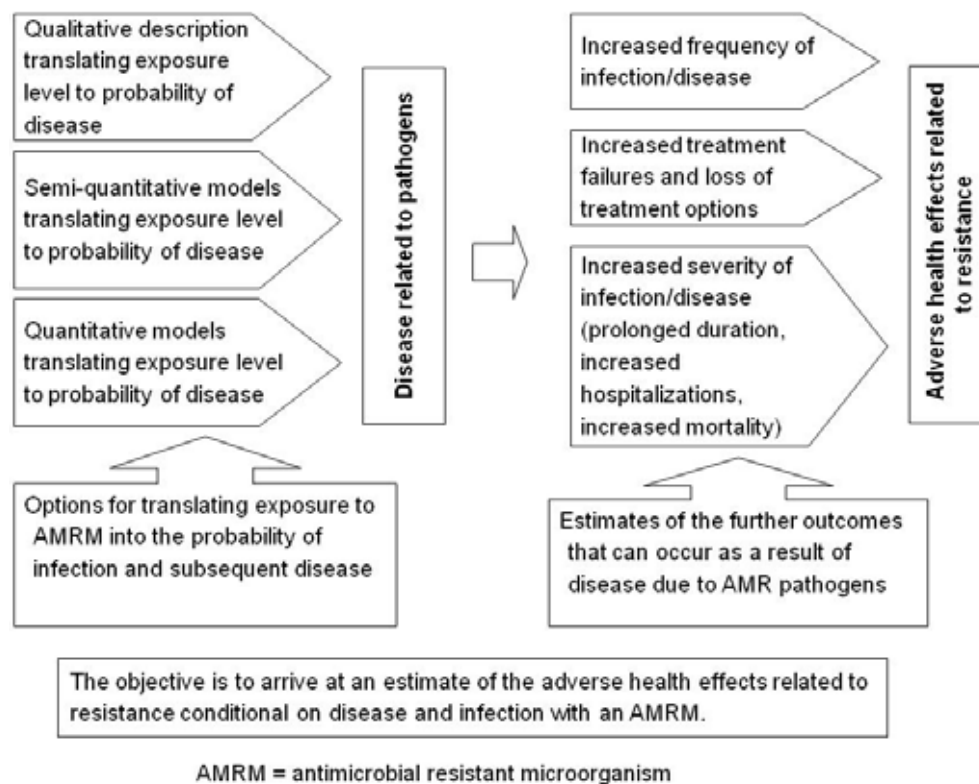 Qualitative description
translating exposure
level to probability of
disease
Semi-quantitative models
translating exposure level
to probability of disease
Quantitative models
translating exposure level
to probability of disease
Options for translating exposure to
AMRM into the probability of
infection and subsequent disease
Disease related to pathogens
Increased frequency of
infection/disease
Increased treatment
failures and loss of
treatment options
Increased severity of
infection/disease
(prolonged duration,
increased
hospitalizations,
increased mortality)
Estimates of the further outcomes
that can occur as a result of
disease due to AMR pathogens
Adverse health effects related
to resistance
The objective is to arrive at an estimate of the adverse health effects related to
resistance conditional on disease and infection with an AMRM.
AMRM = antimicrobial resistant microorganism